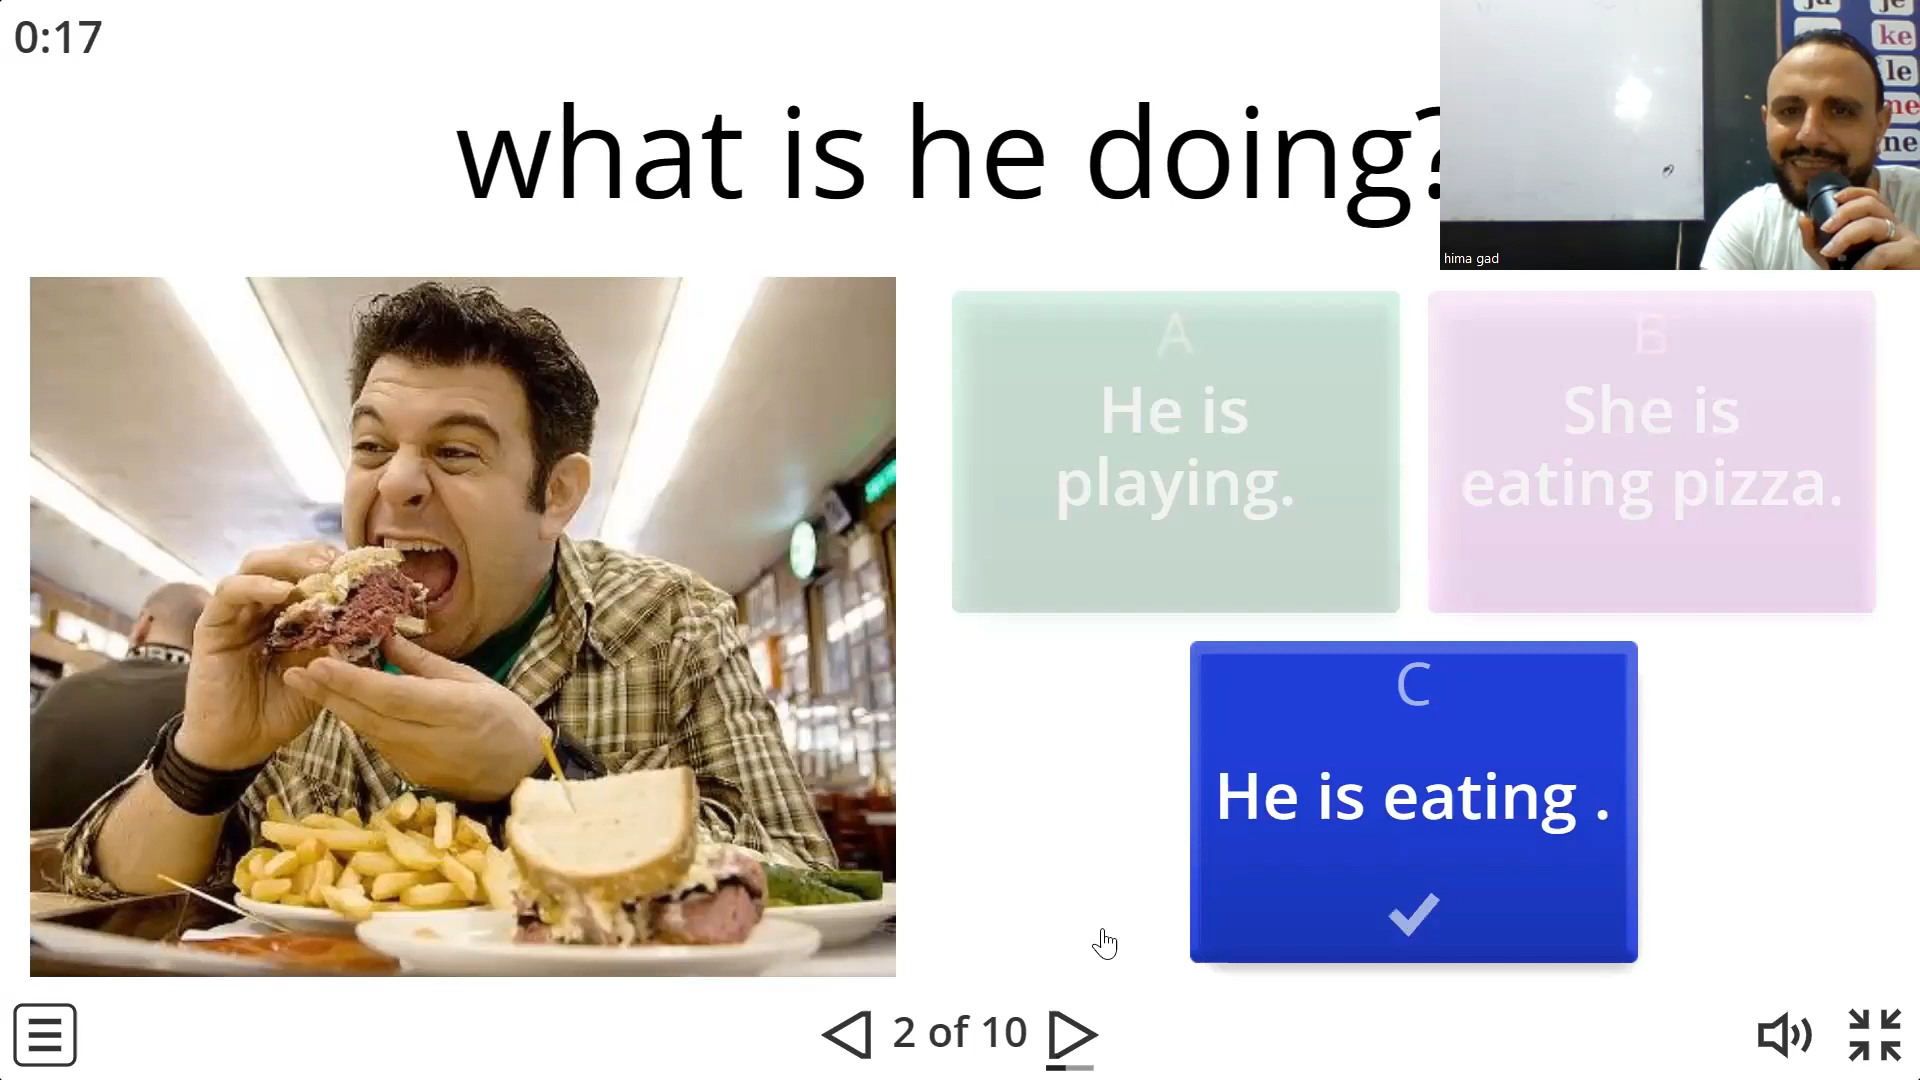 0:17
what is he doing?
ke
le
me
ne
hima gad
A
He is
playing.
B
She is
eating pizza.
C
He is eating .
2 of 10